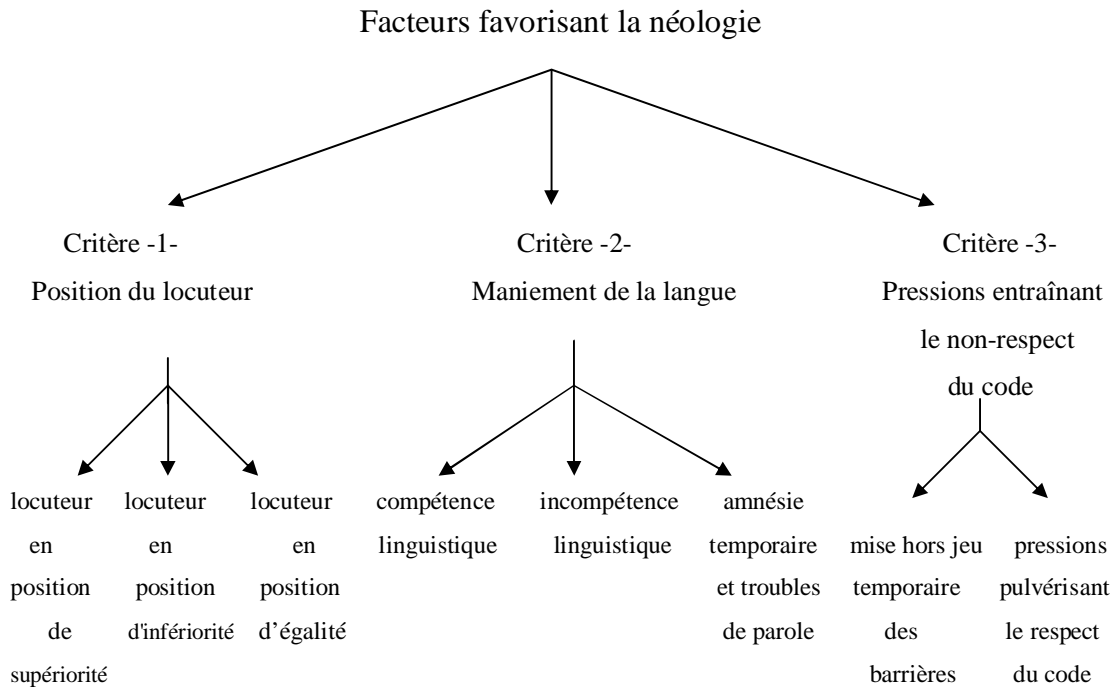 Facteurs favorisant la néologie
Critère -1-
Position du locuteur
Critère -2-
Maniement de la langue
Critère -3-
Pressions entraînant
le non-respect
du code
locuteur
en
position
de
supériorité
locuteur
en
position
d'infériorité
locuteur
en
position
d’égalité
compétence
linguistique
incompétence
linguistique
amnésie
temporaire
et troubles
de parole
mise hors jeu
temporaire
des
barrières
pressions
pulvérisant
le respect
du code